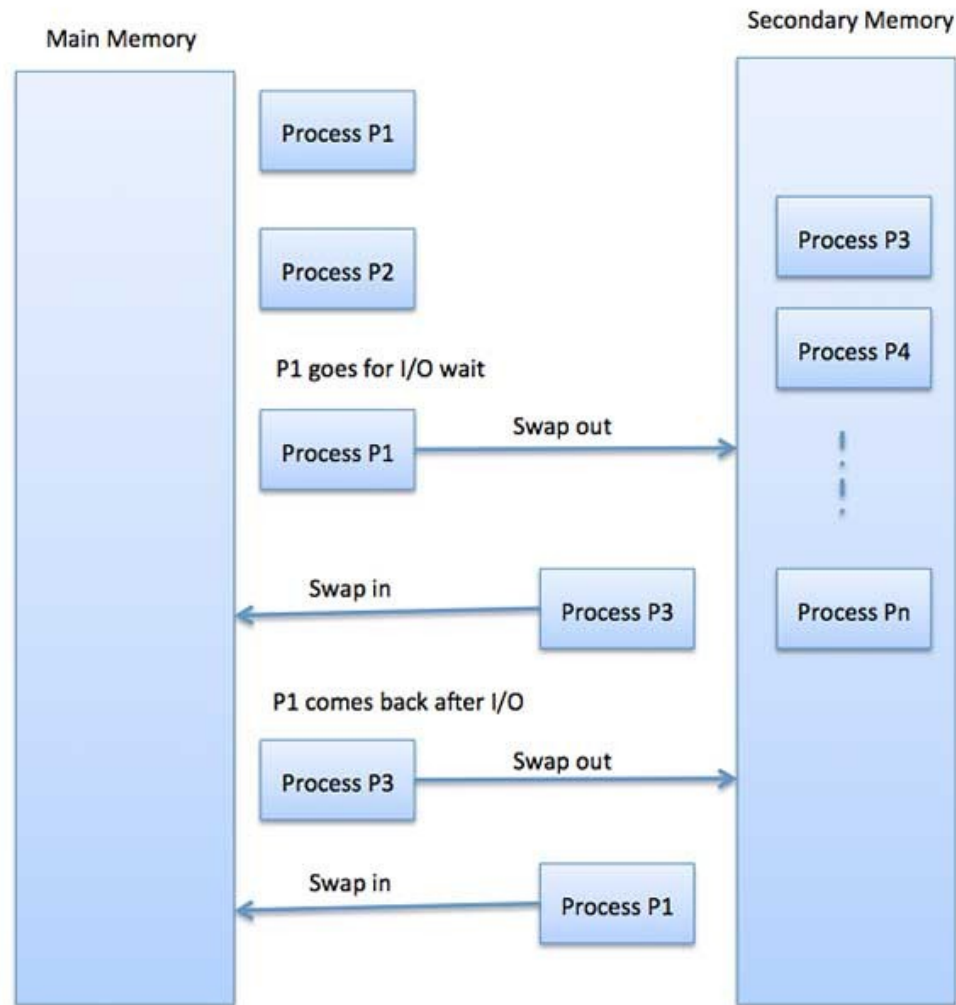 Main Memory
Secondary Memory
Process P1
Process P2
Process P3
Process P4
P1 goes for I/O wait
Process P1
Swap out
Swap in
Process P3
Process Pn
P1 comes back after I/O
Process P3
Swap out
Swap in
Process P1